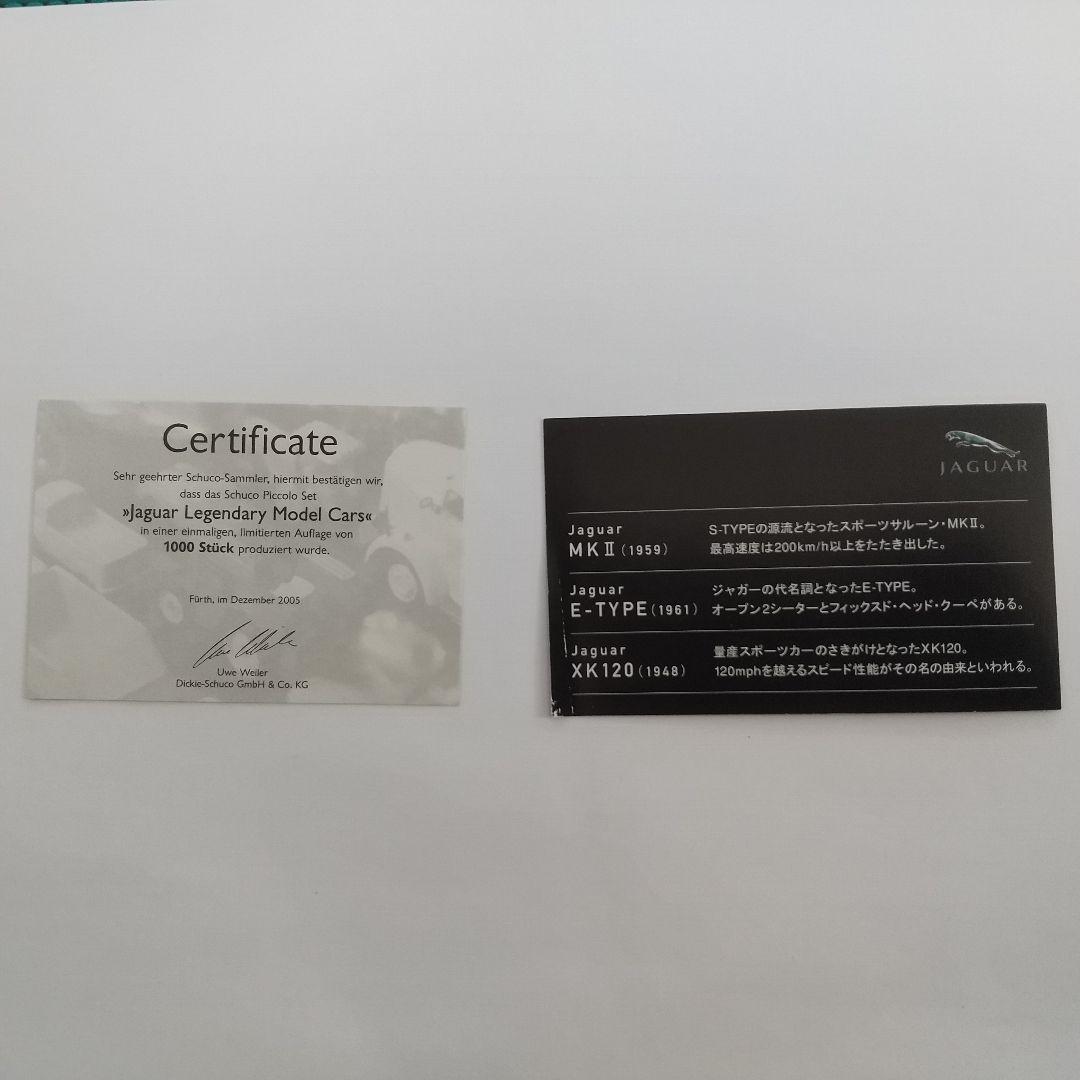 Certificate
Sehr geehrter Schuco-Sammler, hiermit bestätigen wir,
dass das Schuco Piccolo Set
»Jaguar Legendary Model Cars«
in einer einmaligen, limitierten Auflage von
1000 Stück produziert wurde.
Fürth, im Dezember 2005
Uwe Weiler
Uwe Weiler
Dickie-Schuco GmbH & Co. KG
JAGUAR
Jaguar
MKⅡ(1959)
S-TYPEの源流となったスポーツサルーン・MKⅡ。
最高速度は200km/h以上をたたき出した。
Jaguar
E-TYPE(1961)
ジャガーの代名詞となったE-TYPE。
オープン2シーターとフィックスド・ヘッド・クーペがある。
Jaguar
XK120(1948)
量産スポーツカーのさきがけとなったXK120。
120mphを越えるスピード性能がその名の由来といわれる。